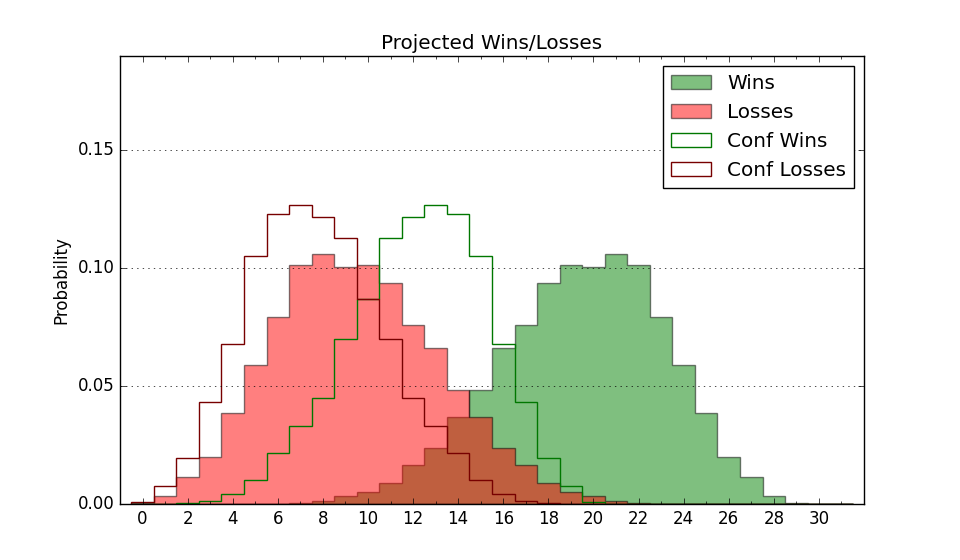 Projected Wins/Losses
Wins
Losses
Conf Wins
Conf Losses
Probability
0.15
0.10
0.05
0.00
0 2 4 6 8 10 12 14 16 18 20 22 24 26 28 30